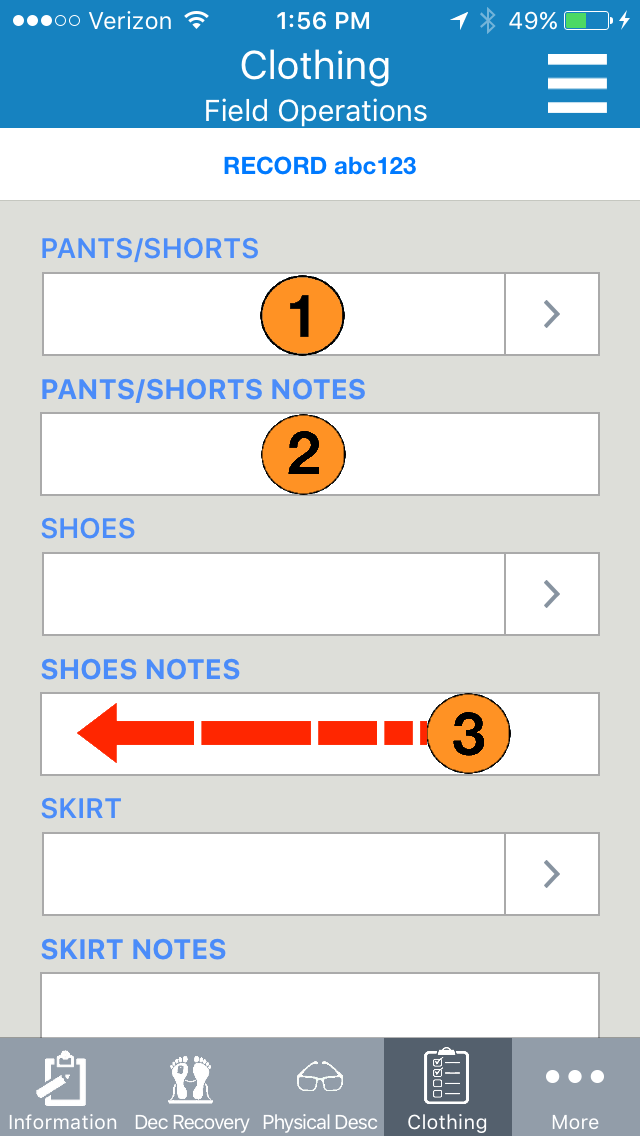 Verizon 1:56 PM 49%
Clothing
Field Operations
RECORD abc123
PANTS/SHORTS
1
PANTS/SHORTS NOTES
2
SHOES
SHOES NOTES
3
SKIRT
SKIRT NOTES
Information Dec Recovery Physical Desc Clothing More